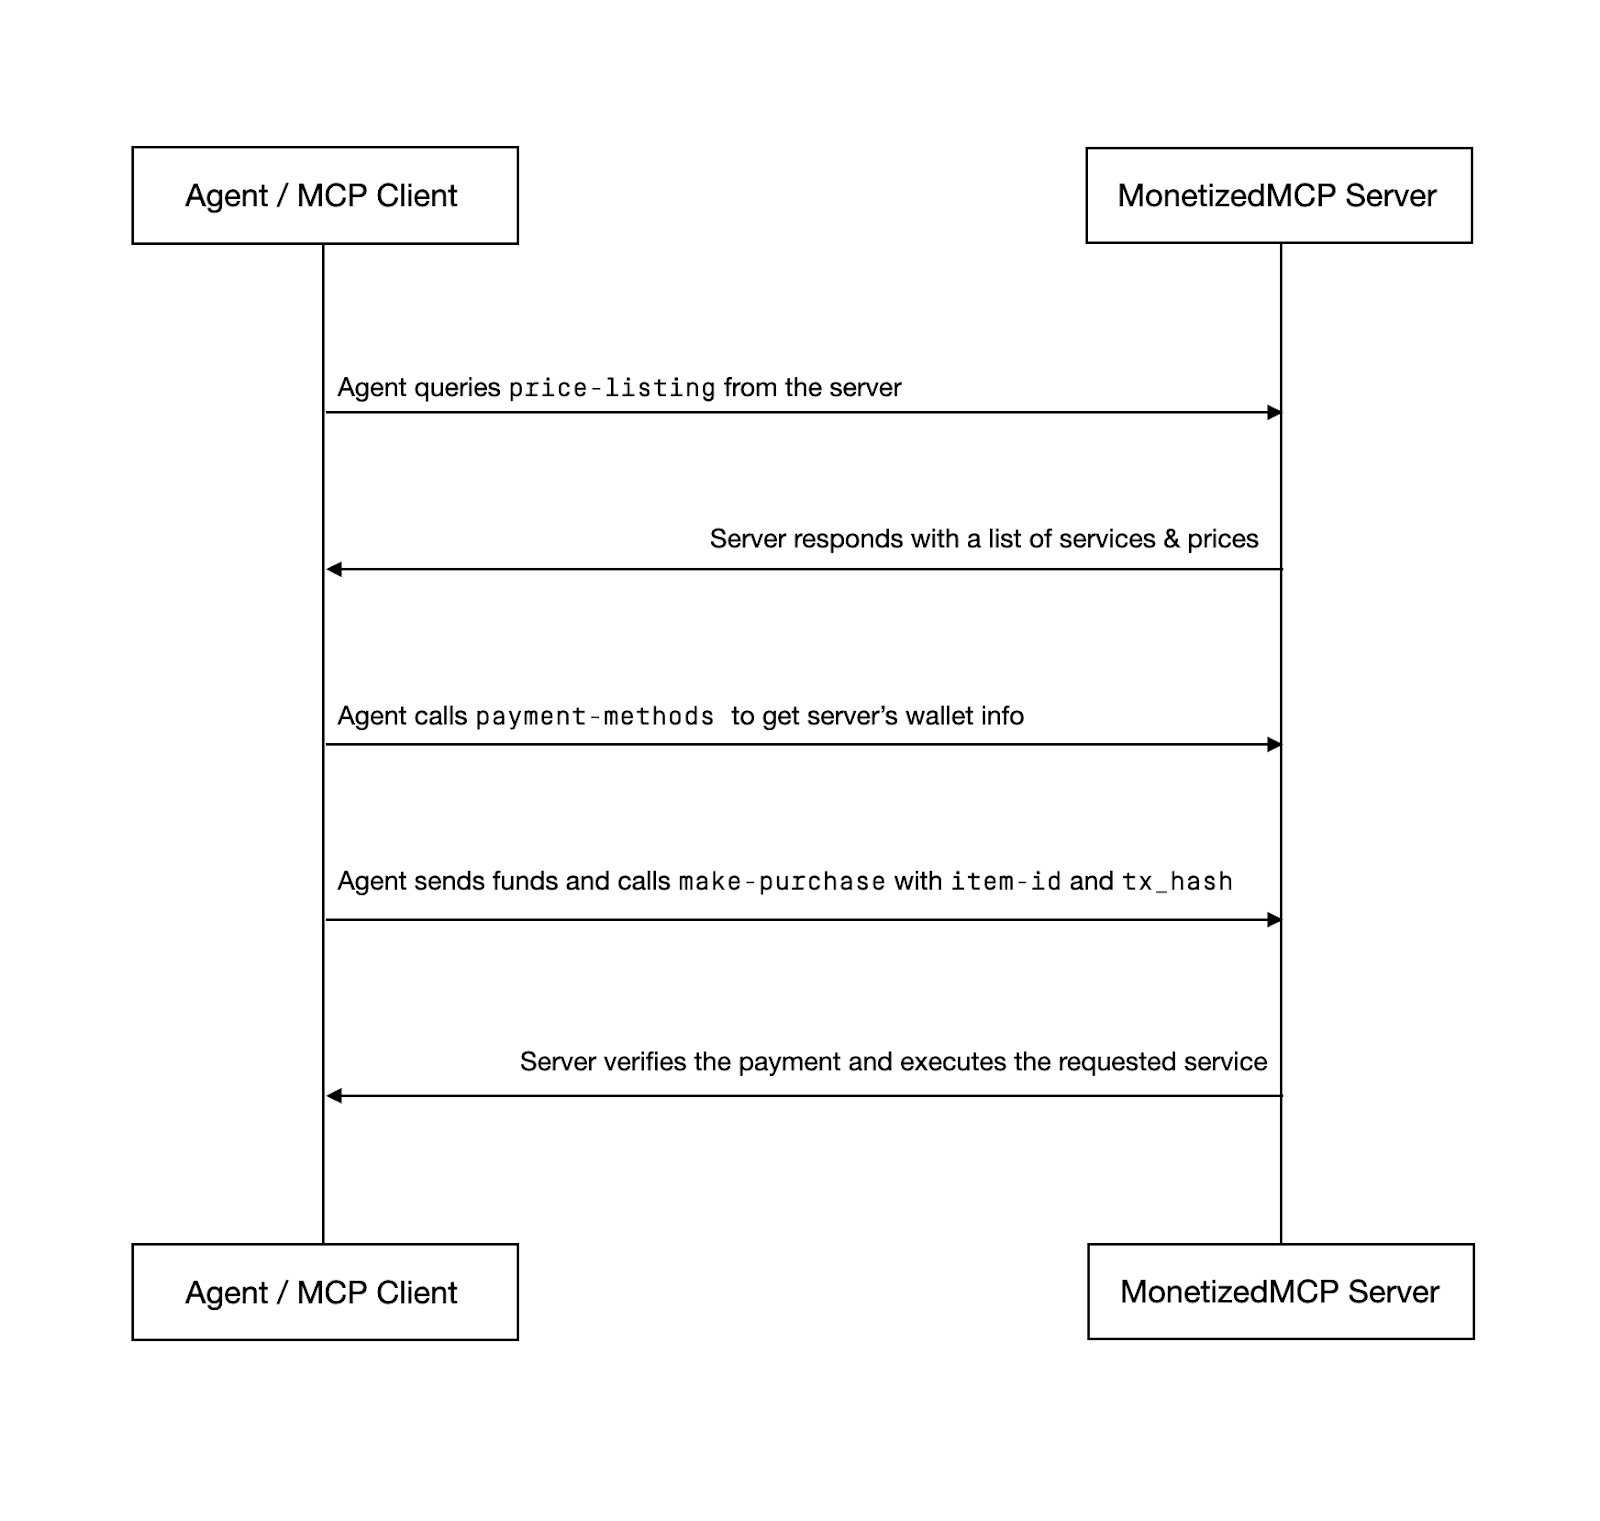 Agent / MCP Client
MonetizedMCP Server
Agent queries price-listing from the server
Server responds with a list of services & prices
Agent calls payment-methods to get server’s wallet info
Agent sends funds and calls make-purchase with item-id and tx_hash
Server verifies the payment and executes the requested service
Agent / MCP Client
MonetizedMCP Server